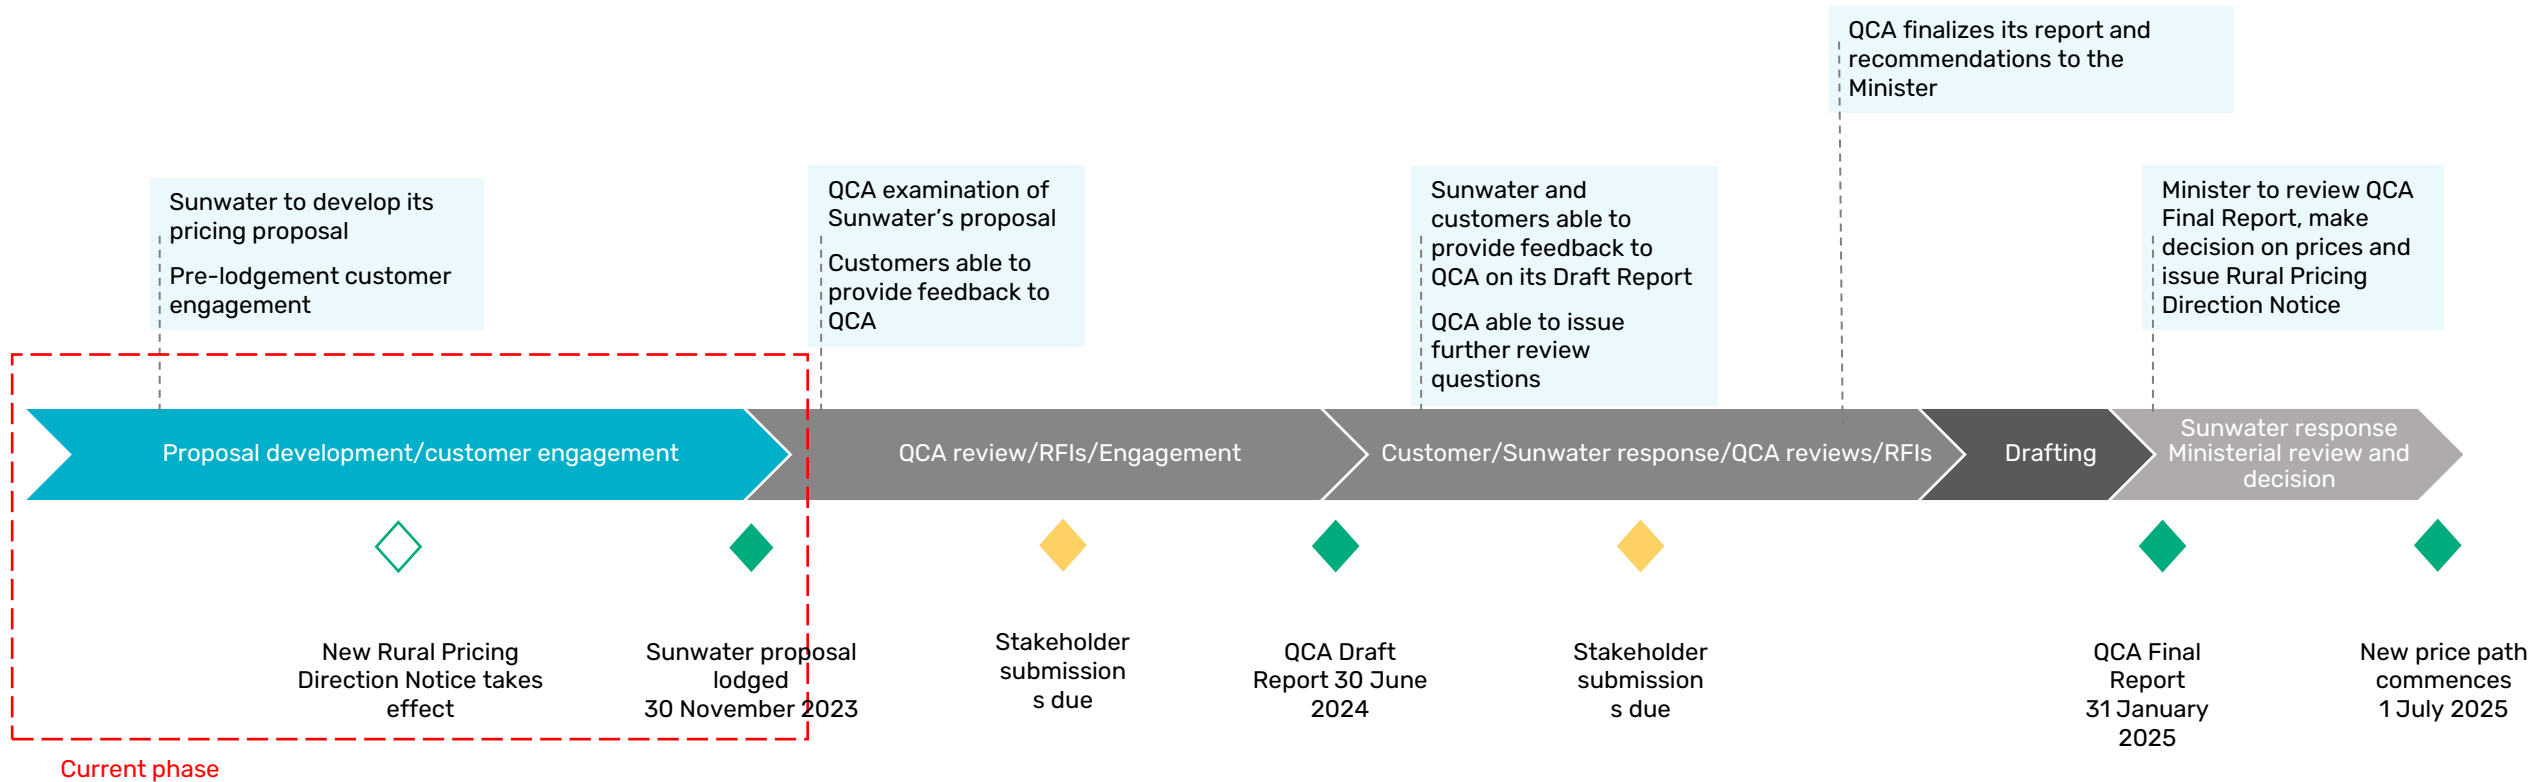 QCA finalizes its report and
recommendations to the
Minister
Sunwater to develop its
pricing proposal
Pre-lodgement customer
engagement
QCA examination of
Sunwater’s proposal
Customers able to
provide feedback to
QCA
Sunwater and
customers able to
provide feedback to
QCA on its Draft Report
QCA able to issue
further review
questions
Minister to review QCA
Final Report, make
decision on prices and
issue Rural Pricing
Direction Notice
Proposal development/customer engagement
QCA review/RFIs/Engagement
Customer/Sunwater response/QCA reviews/RFIs
Drafting
Sunwater response
Ministerial review and
decision
New Rural Pricing
Direction Notice takes
effect
Sunwater proposal
lodged
30 November 2023
Stakeholder
submission
s due
QCA Draft
Report 30 June
2024
Stakeholder
submission
s due
QCA Final
Report
31 January
2025
New price path
commences
1 July 2025
Current phase